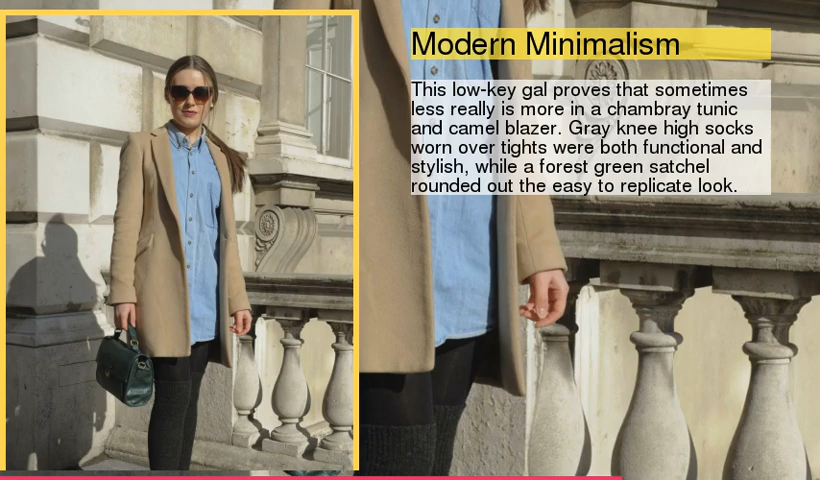 Modern Minimalism
This low-key gal proves that sometimes
less really is more in a chambray tunic
and camel blazer. Gray knee high socks
worn over tights were both functional and
stylish, while a forest green satchel
rounded out the easy to replicate look.